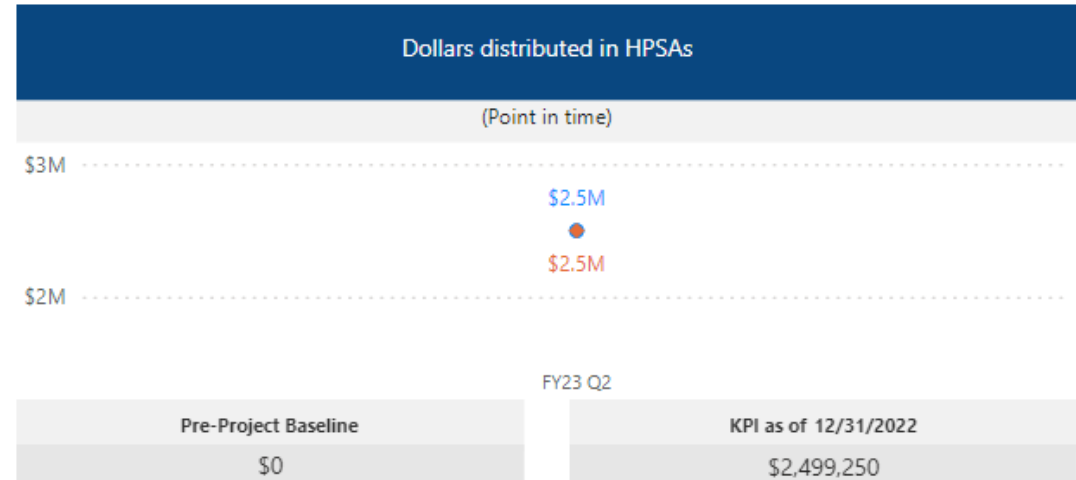 Dollars distributed in HPSAs
(Point in time)
$3M
$2.5M
$2.5M
$2M
FY23 Q2
Pre-Project Baseline
KPI as of 12/31/2022
$0
$2,499,250